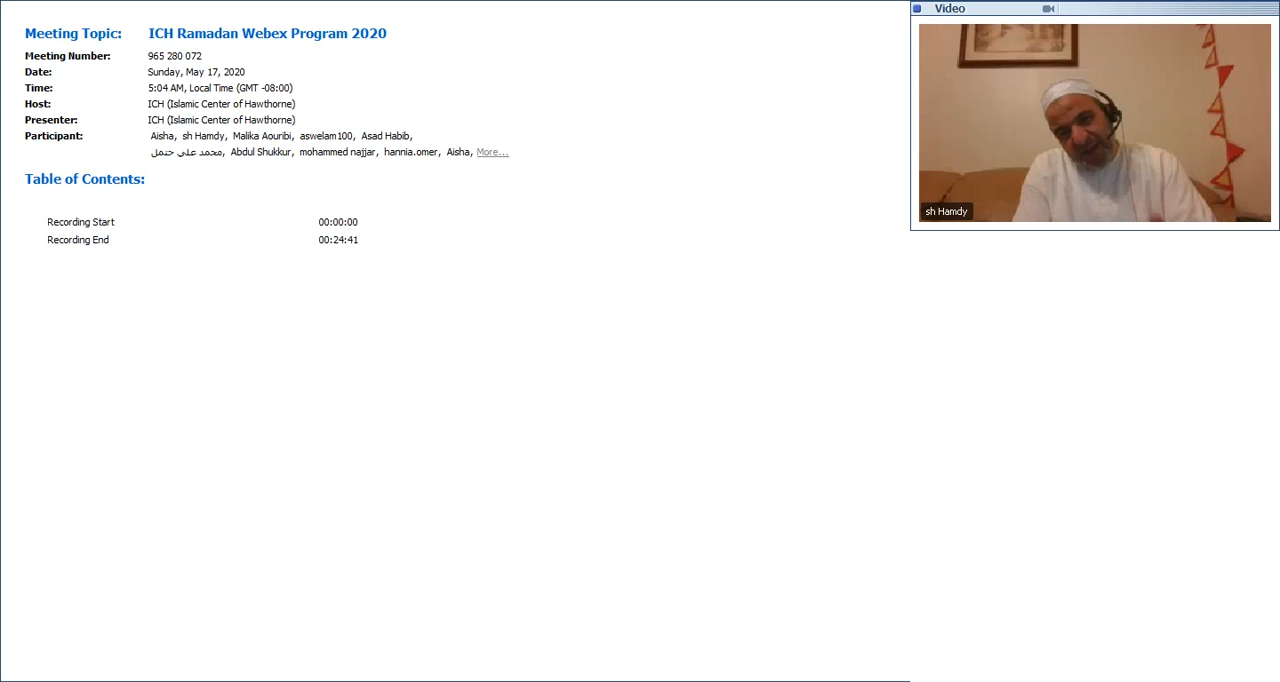 Meeting Topic: ICH Ramadan Webex Program 2020
Meeting Number: 965 280 072
Date: Sunday, May 17, 2020
Time: 5:04 AM, Local Time (GMT -08:00)
Host: ICH (Islamic Center of Hawthorne)
Presenter: ICH (Islamic Center of Hawthorne)
Participant: Aisha, sh Hamdy, Malika Aouribi, aswelam100, Asad Habib,
محمد علي حتمل, Abdul Shukkur, mohammed najjar, hannia.omer, Aisha, More...
Table of Contents:
Recording Start 00:00:00
Recording End 00:24:41
Video
sh Hamdy